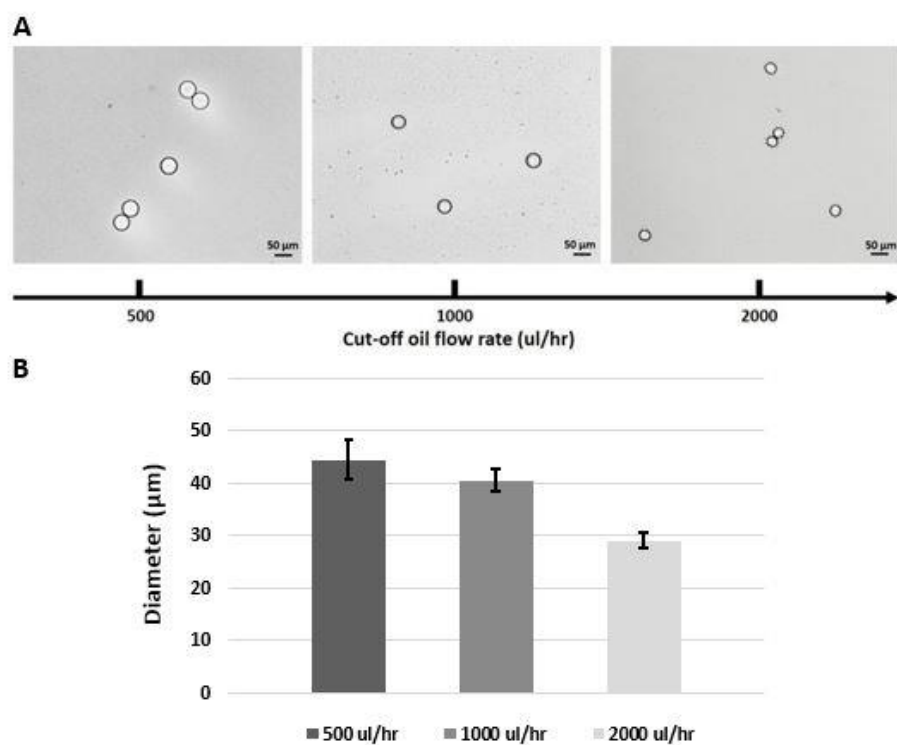 A
50 µm
50 µm
50 µm
500
1000
2000
Cut-off oil flow rate (ul/hr)
B
60
50
40
30
20
10
0
Diameter (µm)
500 ul/hr
1000 ul/hr
2000 ul/hr